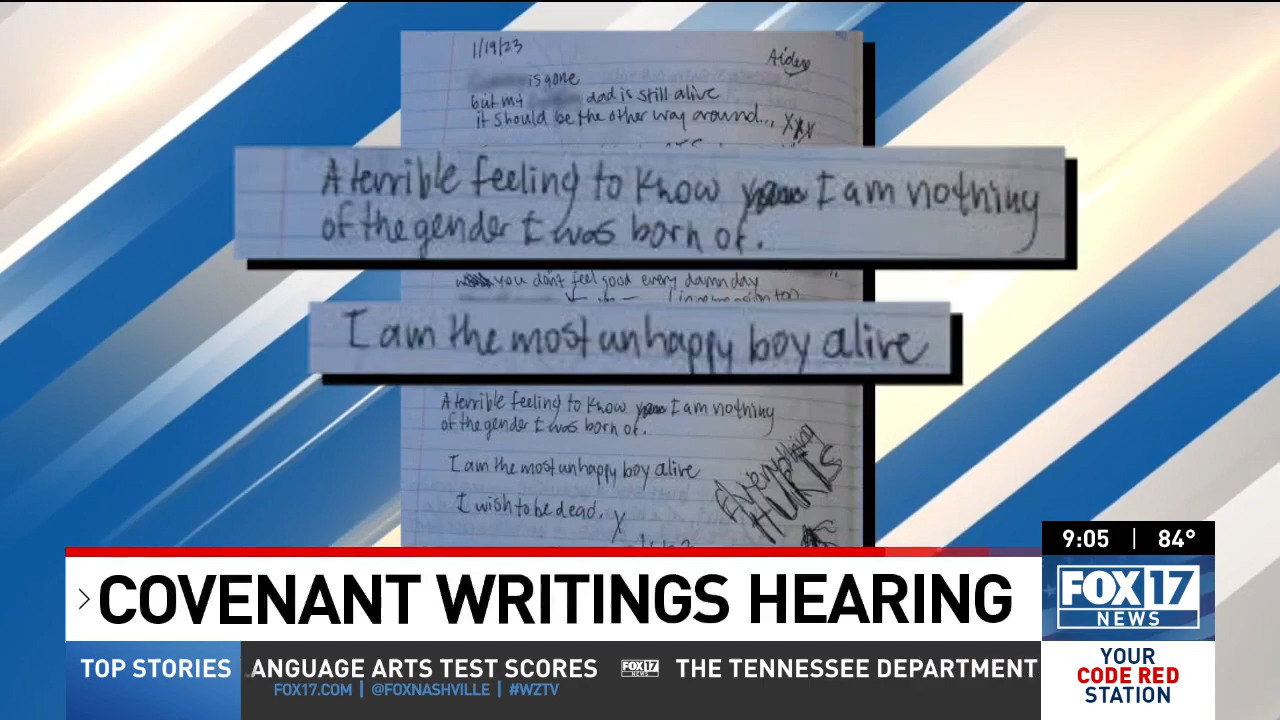 1/19/23
Aiden
is gone
but my dad is still alive
it should be the other way around...
A terrible feeling to know I am nothing
of the gender I was born of.
you don't feel good every damn day
I am the most unhappy boy alive
A terrible feeling to know I am nothing
of the gender I was born of.
I am the most unhappy boy alive
I wish to be dead. X
Everything
HURTS
9:05 | 84°
> COVENANT WRITINGS HEARING
FOX 17
NEWS
TOP STORIES
ANGUAGE ARTS TEST SCORES FOX 17 NEWS THE TENNESSEE DEPARTMENT
FOX17.COM | @FOXNASHVILLE | #WZTV
YOUR
CODE RED
STATION